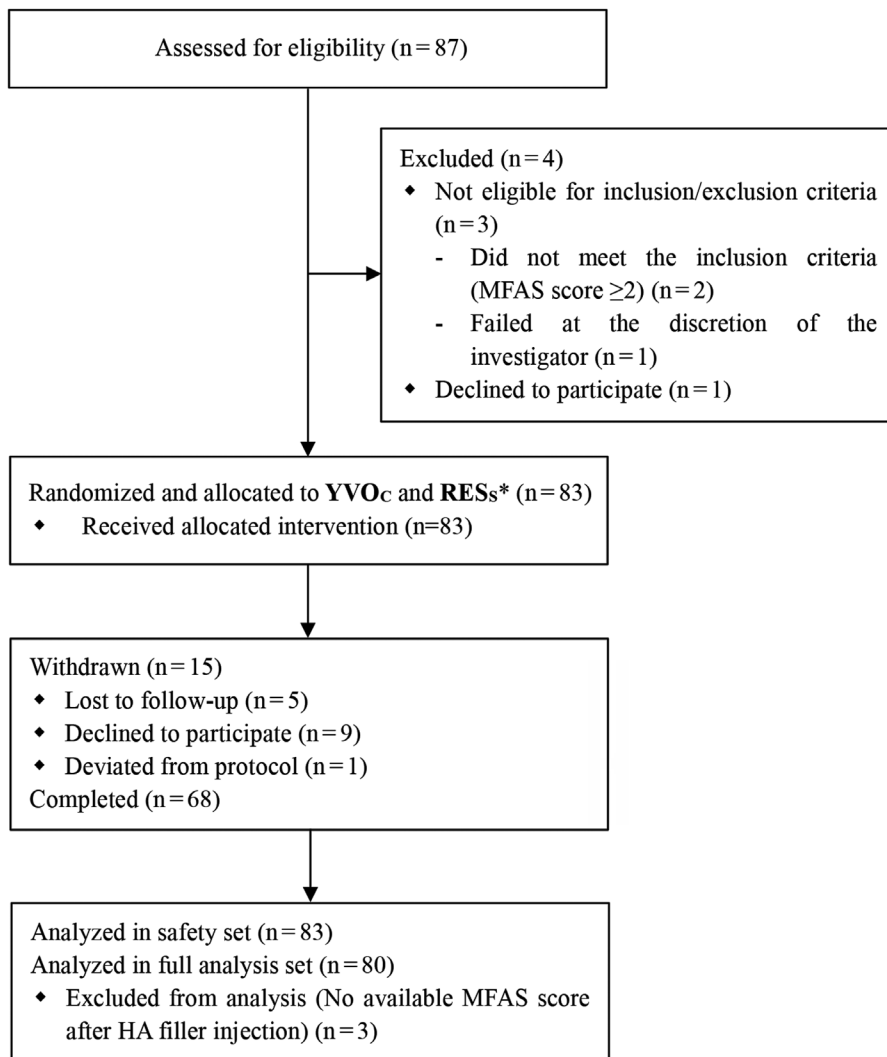 Assessed for eligibility (n = 87)
Excluded (n = 4)
◆ Not eligible for inclusion/exclusion criteria
(n = 3)
- Did not meet the inclusion criteria
(MFAS score ≥2) (n = 2)
- Failed at the discretion of the
investigator (n = 1)
◆ Declined to participate (n = 1)
Randomized and allocated to YVOC and RESS* (n = 83)
◆ Received allocated intervention (n=83)
Withdrawn (n = 15)
◆ Lost to follow-up (n = 5)
◆ Declined to participate (n = 9)
◆ Deviated from protocol (n = 1)
Completed (n = 68)
Analyzed in safety set (n = 83)
Analyzed in full analysis set (n = 80)
◆ Excluded from analysis (No available MFAS score
after HA filler injection) (n = 3)